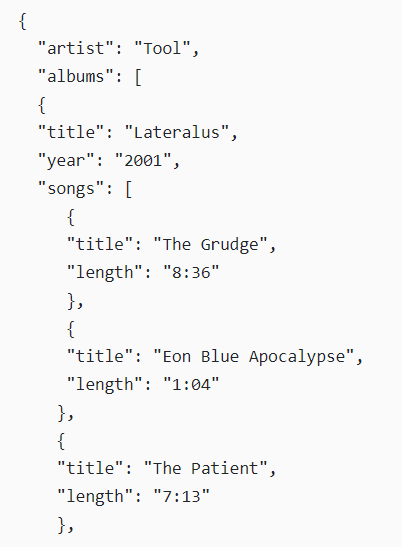 {
"artist": "Tool",
"albums": [
{
"title": "Lateralus",
"year": "2001",
"songs": [
{
"title": "The Grudge",
"length": "8:36"
},
{
"title": "Eon Blue Apocalypse",
"length": "1:04"
},
{
"title": "The Patient",
"length": "7:13"
},